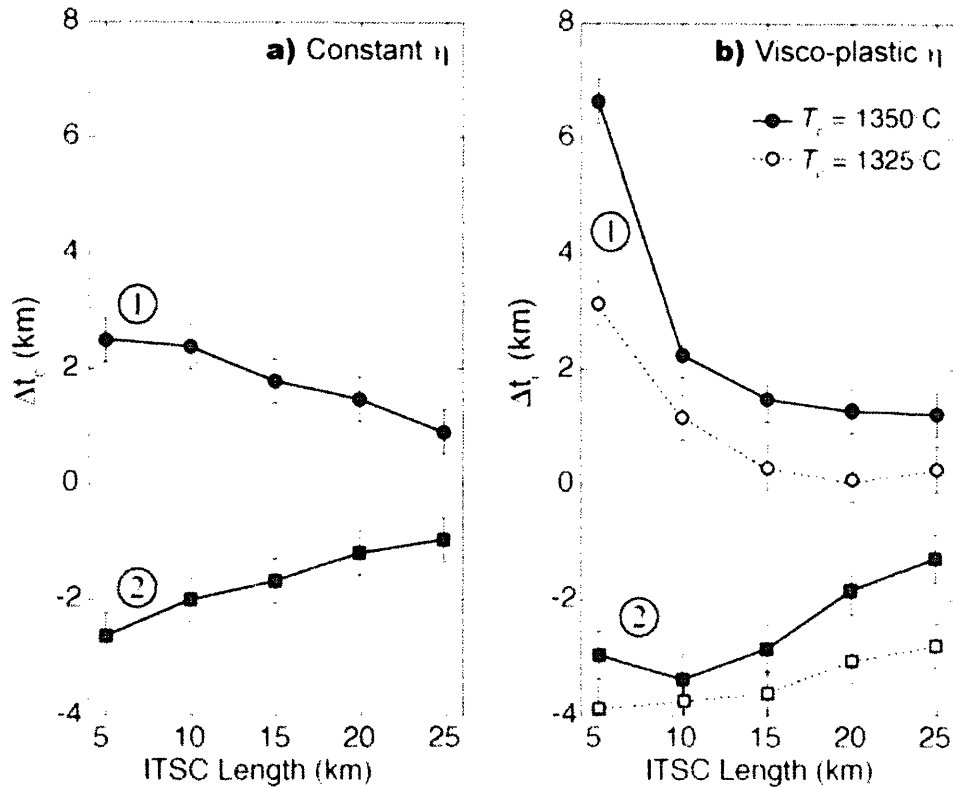 a) Constant η
b) Visco-plastic η
T = 1350 C
T = 1325 C
8
6
4
2
0
-2
-4
Δt (km)
1
2
5 10 15 20 25
ITSC Length (km)
8
6
4
2
0
-2
-4
Δt (km)
1
2
5 10 15 20 25
ITSC Length (km)